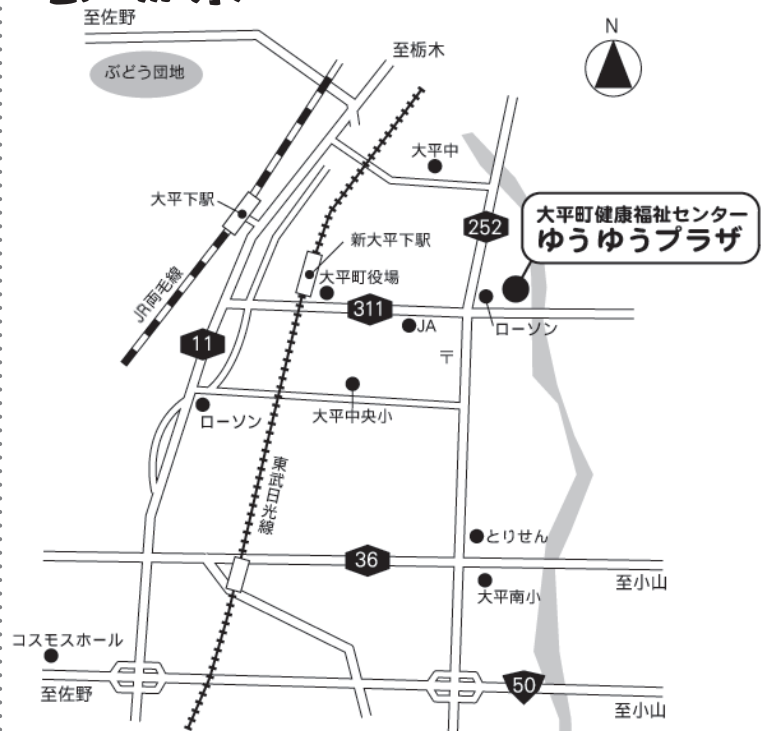 至佐野
N
至栃木
ぶどう団地
大平中
大平下駅
大平町健康福祉センター
ゆうゆうプラザ
252
新大平下駅
大平町役場
JR両毛線
311
JA
ローソン
11
〒
ローソン
大平中央小
東武日光線
とりせん
36
至小山
大平南小
コスモスホール
至佐野
50
至小山